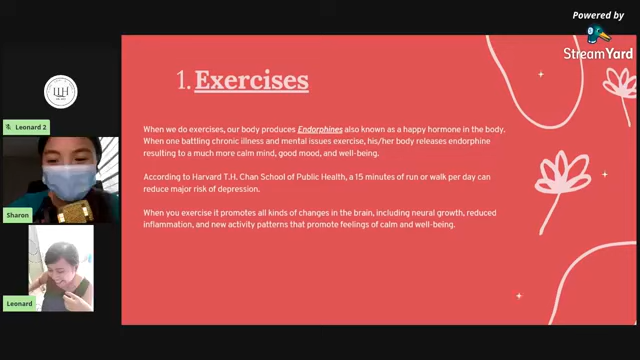 Powered by
StreamYard
1. Exercises
LLH
Leonard 2
When we do exercises, our body produces Endorphines also known as a happy hormone in the body.
When one battling chronic illness and mental issues exercise, his/her body releases endorphine
resulting to a much more calm mind, good mood, and well-being.
According to Harvard T.H. Chan School of Public Health, a 15 minutes of run or walk per day can
reduce major risk of depression.
Sharon
When you exercise it promotes all kinds of changes in the brain, including neural growth, reduced
inflammation, and new activity patterns that promote feelings of calm and well-being.
Leonard